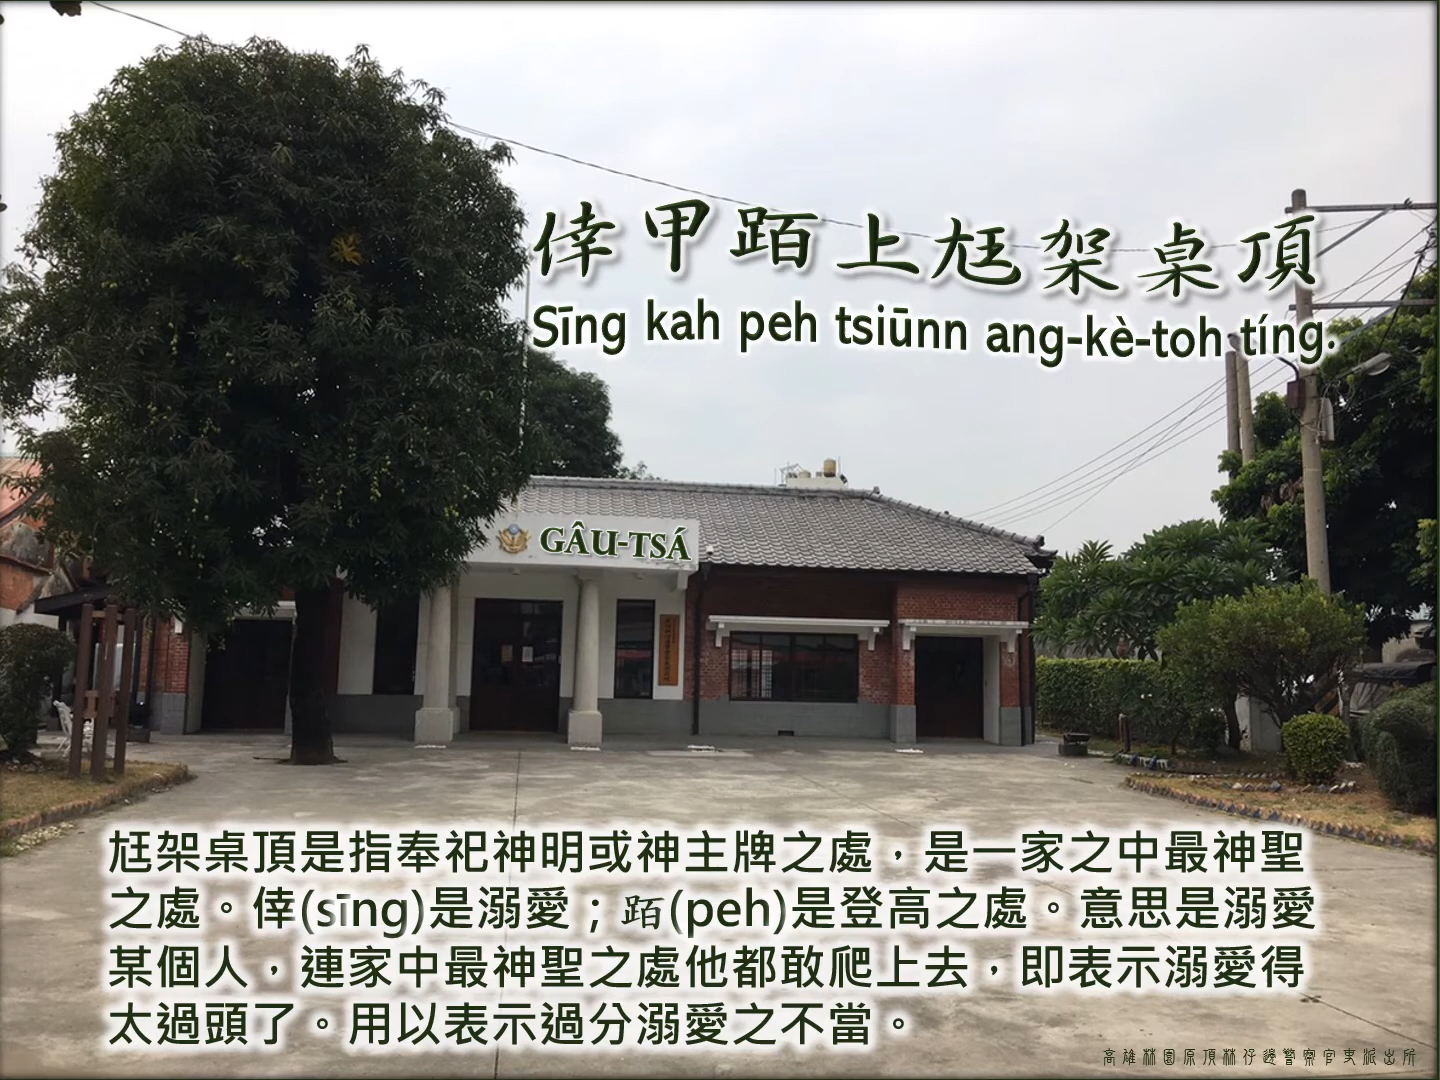 倖甲跖上尪架桌頂
Sīng kah peh tsiūnn ang-kè-toh tíng.
GÂU-TSÁ
尪架桌頂是指奉祀神明或神主牌之處，是一家之中最神聖
之處。倖(sīng)是溺愛；跖(peh)是登高之處。意思是溺愛
某個人，連家中最神聖之處他都敢爬上去，即表示溺愛得
太過頭了。用以表示過分溺愛之不當。
高雄林園原頂林仔邊警察官吏派出所